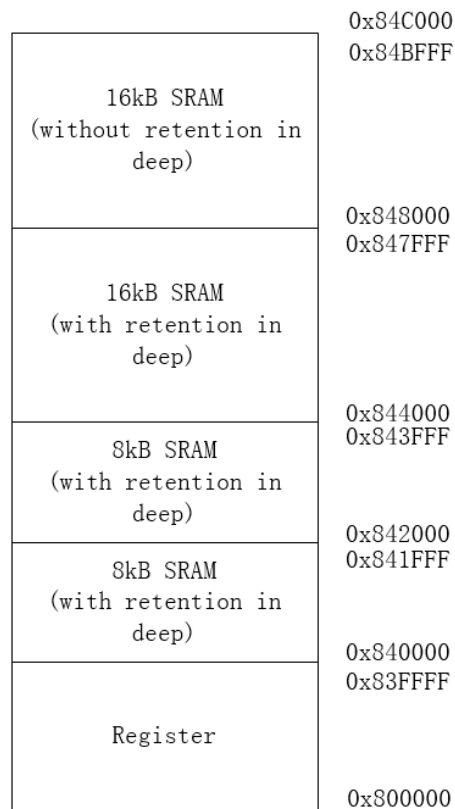 0x84C000
0x84BFFF
16kB SRAM
(without retention in
deep)
0x848000
0x847FFF
16kB SRAM
(with retention in
deep)
0x844000
0x843FFF
8kB SRAM
(with retention in
deep)
0x842000
0x841FFF
8kB SRAM
(with retention in
deep)
0x840000
0x83FFFF
Register
0x800000